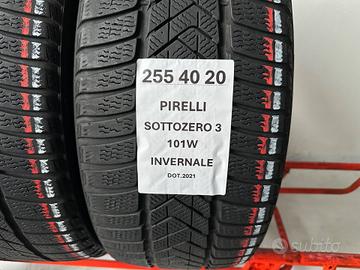 255 40 20
PIRELLI
SOTTOZERO 3
101W
INVERNALE
DOT.2021
subito